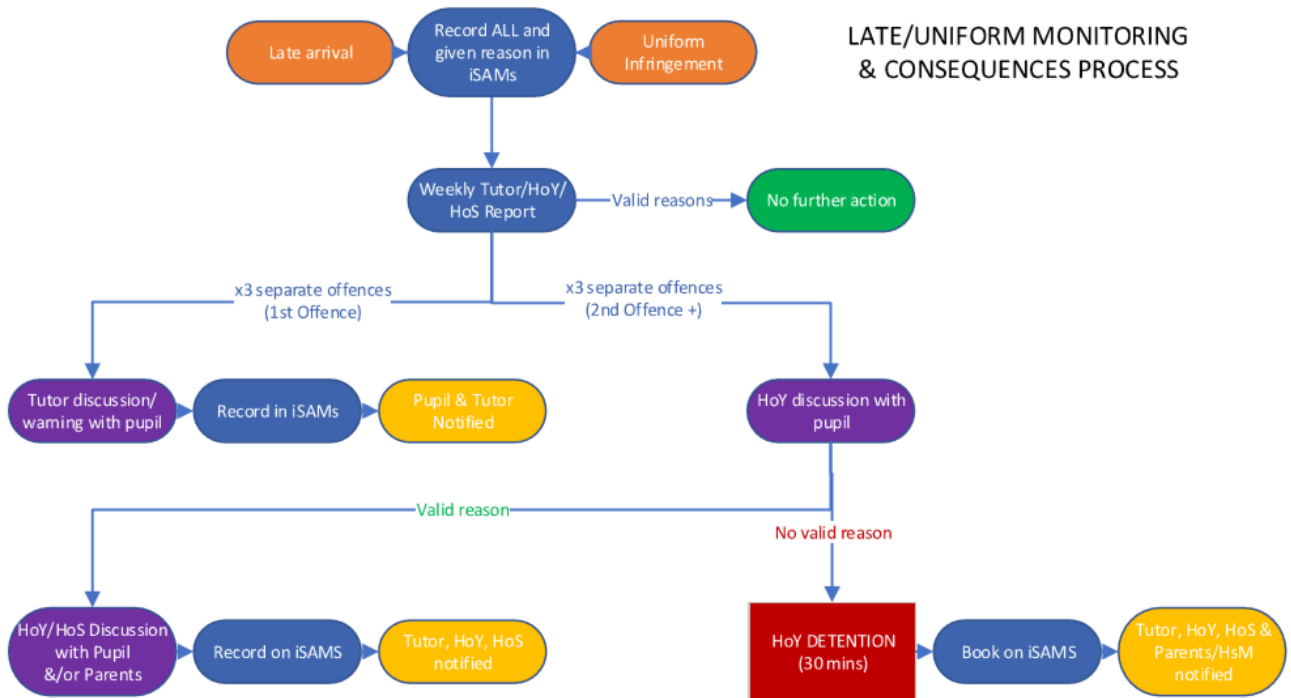 LATE/UNIFORM MONITORING
& CONSEQUENCES PROCESS
Late arrival
Record ALL and
given reason in
iSAMs
Uniform
Infringement
Weekly Tutor/HoY/
HoS Report
Valid reasons
No further action
x3 separate offences
(1st Offence)
x3 separate offences
(2nd Offence +)
Tutor discussion/
warning with pupil
Record in iSAMs
Pupil & Tutor
Notified
HoY discussion with
pupil
Valid reason
No valid reason
HoY/HoS Discussion
with Pupil
&/or Parents
Record on iSAMS
Tutor, HoY, HoS
notified
HoY DETENTION
(30 mins)
Book on iSAMS
Tutor, HoY, HoS &
Parents/HsM
notified